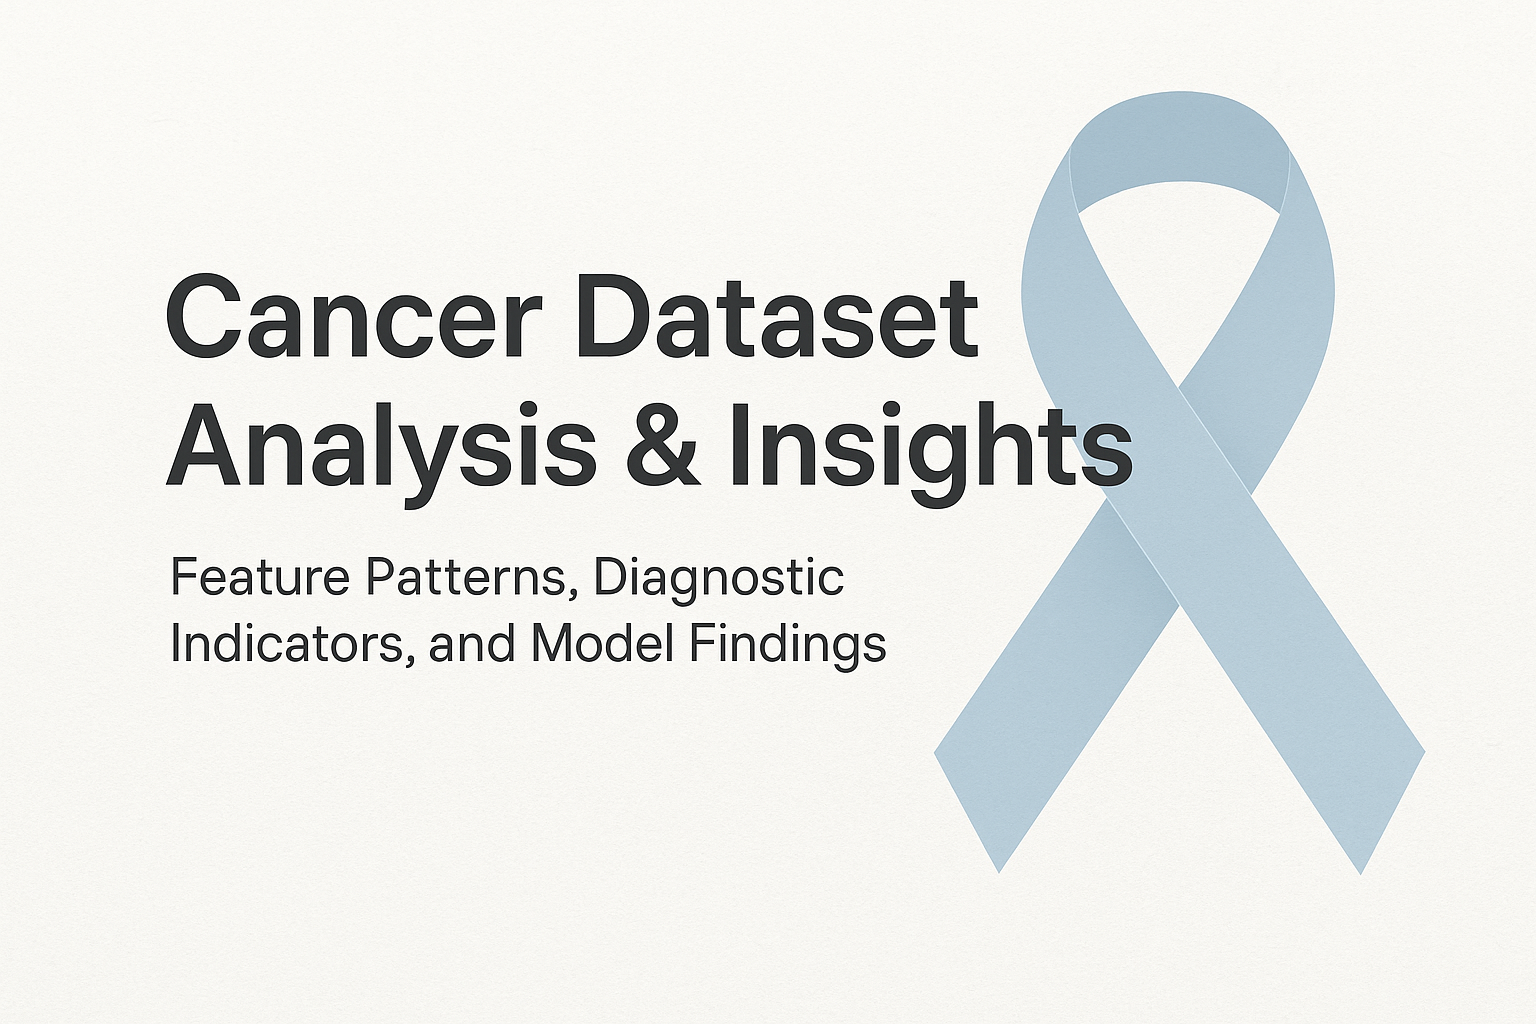 Cancer Dataset
Analysis & Insights
Feature Patterns, Diagnostic
Indicators, and Model Findings